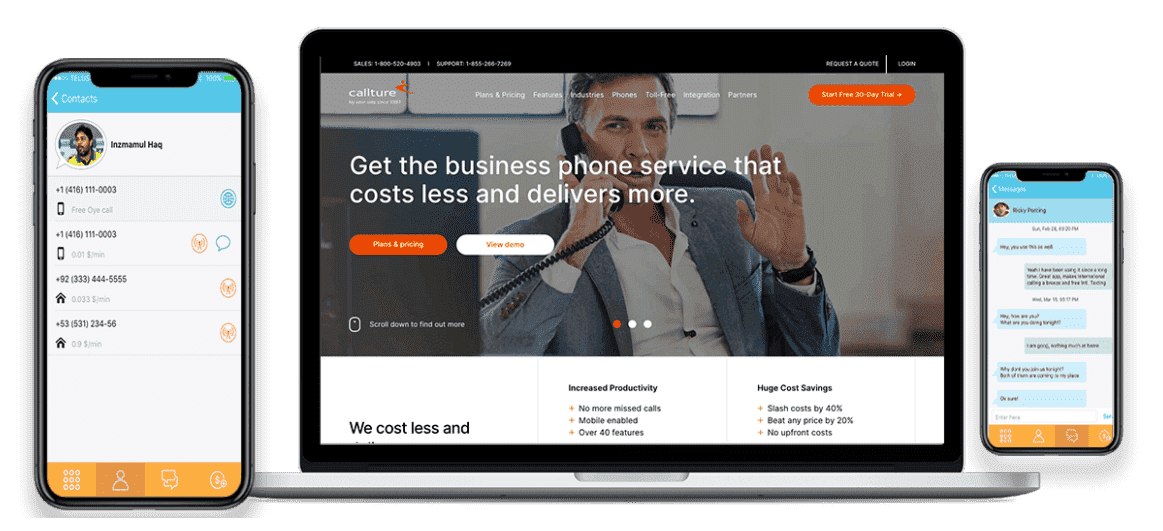 TELUS
100%
Contacts
Inzmamul Haq
+1 (416) 111-0003
Free Oye call
+1 (416) 111-0003
0.01 $/min
+92 (333) 444-5555
0.033 $/min
+53 (531) 234-56
0.9 $/min
SALES: 1-800-520-4903 | SUPPORT: 1-855-266-7269
REQUEST A QUOTE
LOGIN
callture
by your side since 1997
Plans & Pricing Features Industries Phones Toll-Free Integration Partners
Start Free 30-Day Trial →
Get the business phone service that
costs less and delivers more.
Plans & pricing
View demo
Scroll down to find out more
We cost less and
Increased Productivity
+ No more missed calls
+ Mobile enabled
+ Over 40 features
Huge Cost Savings
+ Slash costs by 40%
+ Beat any price by 20%
+ No upfront costs
Messages
Ricky Ponting
Sun, Feb 28, 03:20 PM
Hey, you use this as well.
Yeah I have been using it since a long
time. Great app, makes international
calling a breeze and free Intl. Texting
Wed, Mar 15, 05:17 PM
Hey, how are you?
What are you doing tonight?
I am good, nothing much at home
Why dont you join us tonight?
Both of them are coming to my place
Ok sure!
Enter here